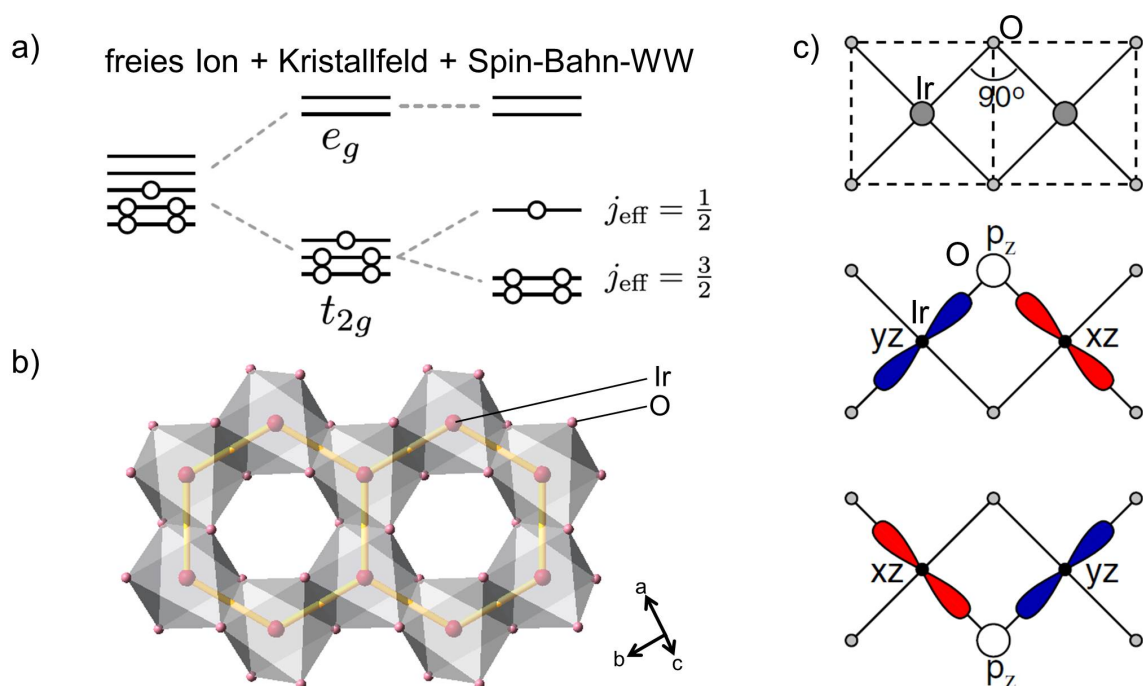 a)
freies Ion + Kristallfeld + Spin-Bahn-WW
e_g
j_eff = 1/2
j_eff = 3/2
t_2g
b)
Ir
O
a
b
c
c)
O
Ir
90°
p_z
O
Ir
yz
xz
xz
yz
p_z